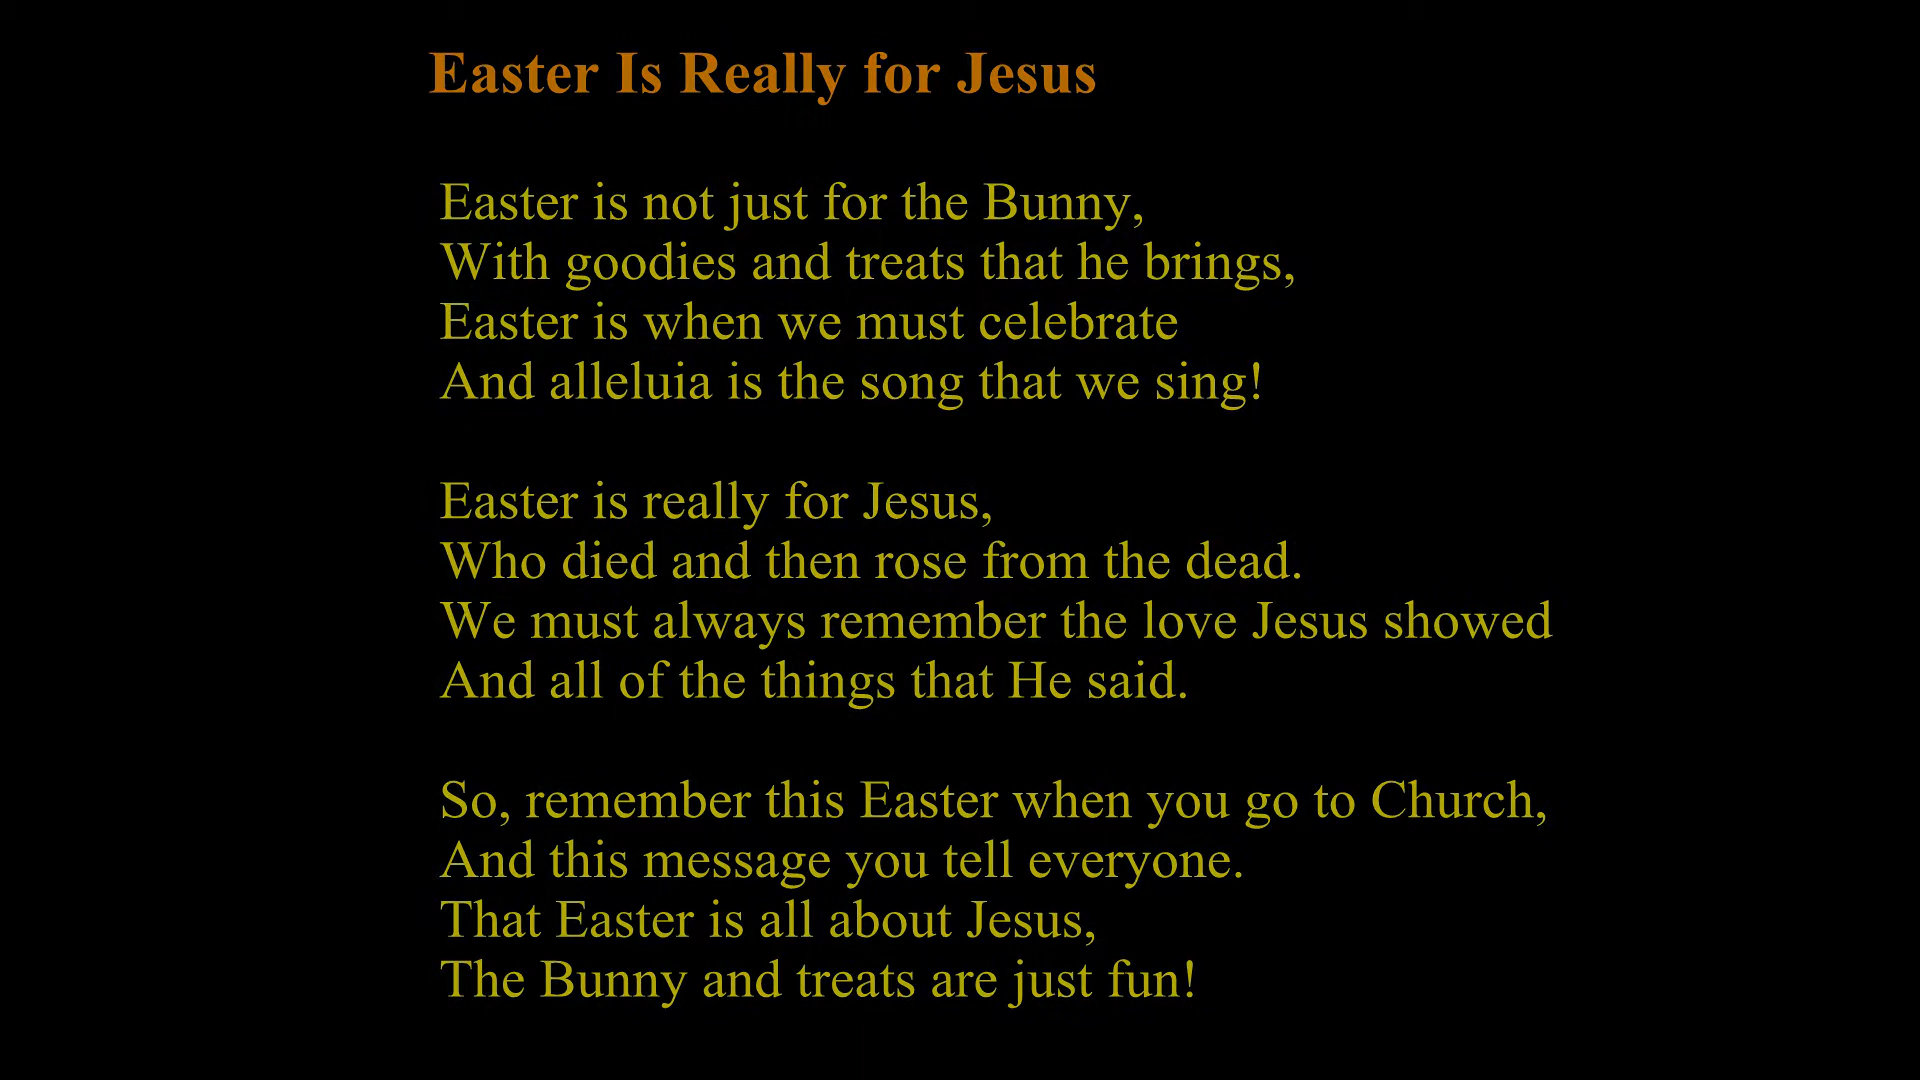 Easter Is Really for Jesus
Easter is not just for the Bunny,
With goodies and treats that he brings,
Easter is when we must celebrate
And alleluia is the song that we sing!
Easter is really for Jesus,
Who died and then rose from the dead.
We must always remember the love Jesus showed
And all of the things that He said.
So, remember this Easter when you go to Church,
And this message you tell everyone.
That Easter is all about Jesus,
The Bunny and treats are just fun!